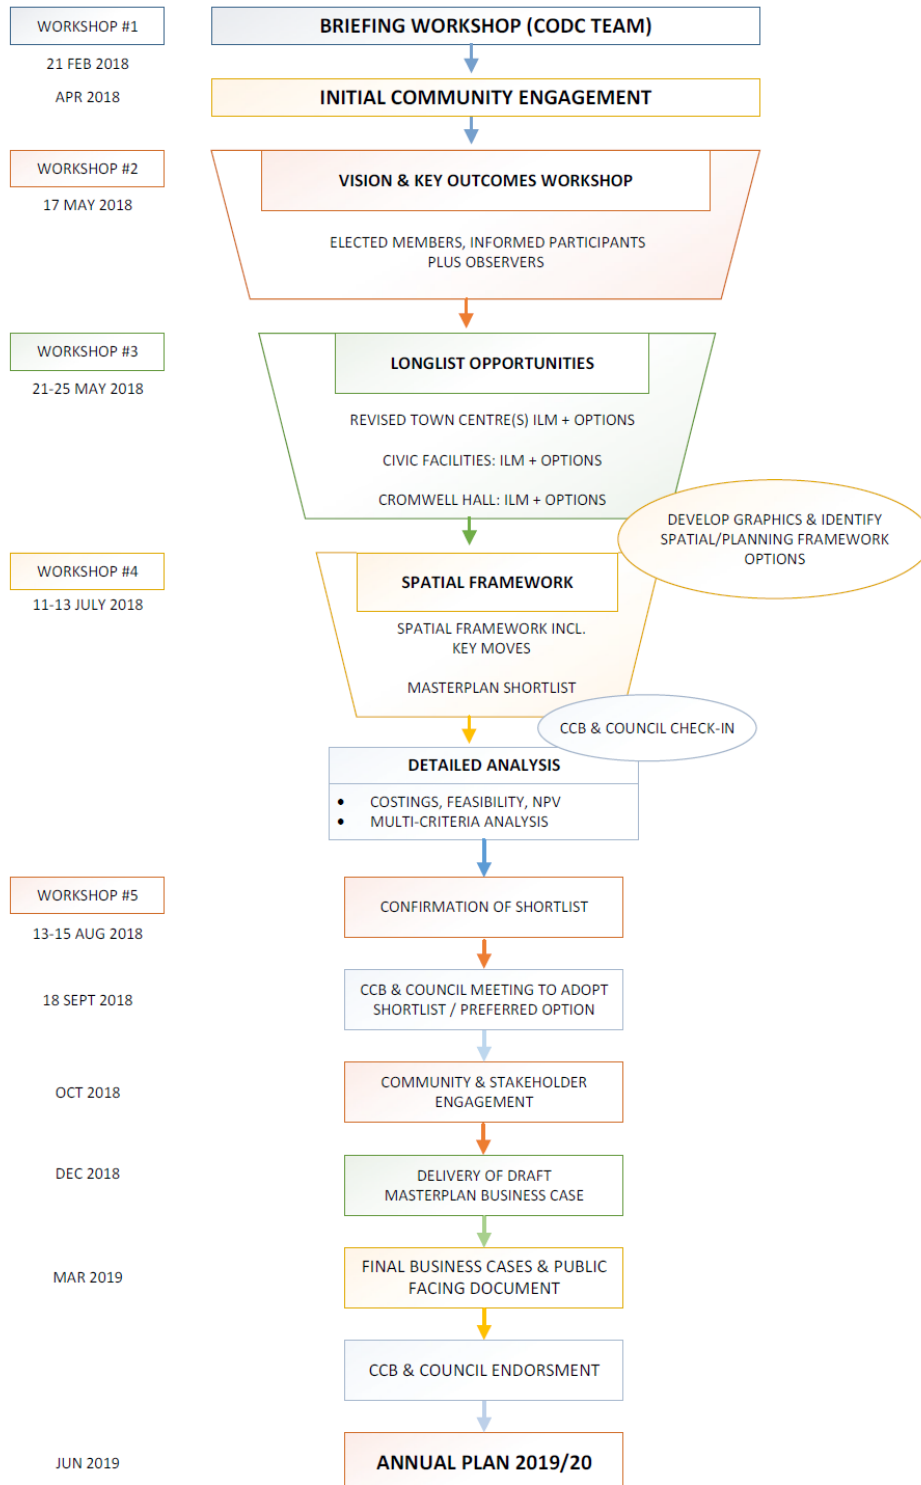 WORKSHOP #1
BRIEFING WORKSHOP (CODC TEAM)
21 FEB 2018
APR 2018
INITIAL COMMUNITY ENGAGEMENT
WORKSHOP #2
17 MAY 2018
VISION & KEY OUTCOMES WORKSHOP
ELECTED MEMBERS, INFORMED PARTICIPANTS
PLUS OBSERVERS
WORKSHOP #3
21-25 MAY 2018
LONGLIST OPPORTUNITIES
REVISED TOWN CENTRE(S) ILM + OPTIONS
CIVIC FACILITIES: ILM + OPTIONS
CROMWELL HALL: ILM + OPTIONS
DEVELOP GRAPHICS & IDENTIFY
SPATIAL/PLANNING FRAMEWORK
OPTIONS
WORKSHOP #4
11-13 JULY 2018
SPATIAL FRAMEWORK
SPATIAL FRAMEWORK INCL.
KEY MOVES
MASTERPLAN SHORTLIST
CCB & COUNCIL CHECK-IN
DETAILED ANALYSIS
• COSTINGS, FEASIBILITY, NPV
• MULTI-CRITERIA ANALYSIS
WORKSHOP #5
13-15 AUG 2018
CONFIRMATION OF SHORTLIST
18 SEPT 2018
CCB & COUNCIL MEETING TO ADOPT
SHORTLIST / PREFERRED OPTION
OCT 2018
COMMUNITY & STAKEHOLDER
ENGAGEMENT
DEC 2018
DELIVERY OF DRAFT
MASTERPLAN BUSINESS CASE
MAR 2019
FINAL BUSINESS CASES & PUBLIC
FACING DOCUMENT
CCB & COUNCIL ENDORSMENT
JUN 2019
ANNUAL PLAN 2019/20